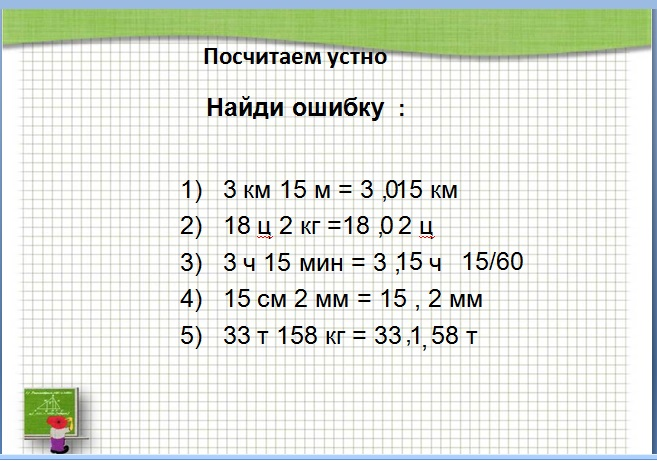 Посчитаем устно
Найди ошибку :
1) 3 км 15 м = 3 ,015 км
2) 18 ц 2 кг =18 ,0 2 ц
3) 3 ч 15 мин = 3 ,15 ч 15/60
4) 15 см 2 мм = 15 , 2 мм
5) 33 т 158 кг = 33 ,1, 58 т